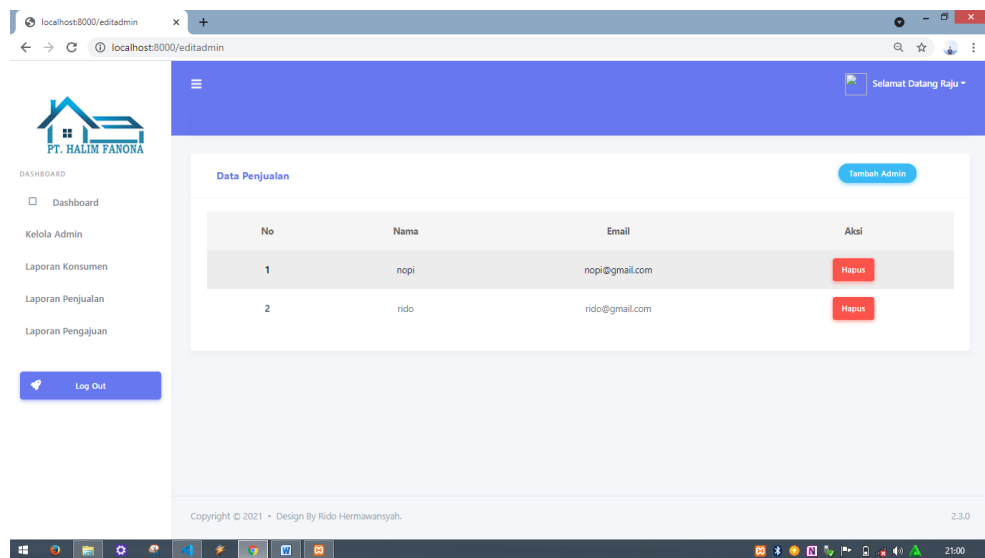 localhost:8000/editadmin
localhost:8000/editadmin
Selamat Datang Raju
PT. HALIM FANONA
DASHBOARD
Dashboard
Kelola Admin
Laporan Konsumen
Laporan Penjualan
Laporan Pengajuan
Log Out
Data Penjualan
Tambah Admin
No Nama Email Aksi
1 nopi nopi@gmail.com Hapus
2 rido rido@gmail.com Hapus
Copyright © 2021 • Design By Rido Hermawansyah.
2.3.0
21:00